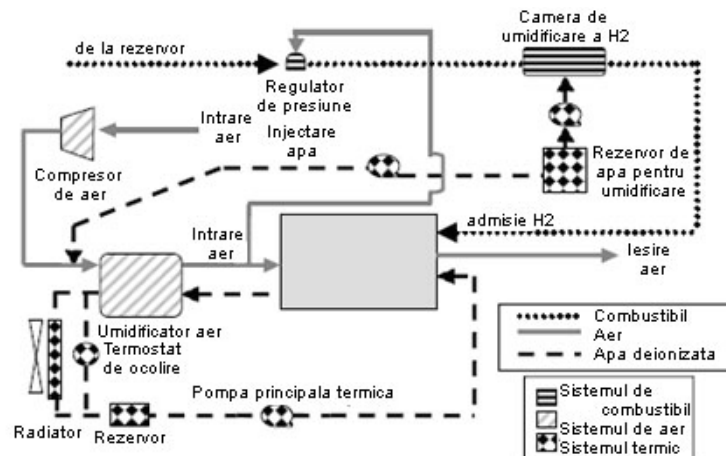 Camera de
umidificare a H2
de la rezervor
Regulator
de presiune
Intrare
aer
Injectare
apa
Compresor
de aer
Rezervor de
apa pentru
umidificare
Intrare
aer
admisie H2
Iesire
aer
Umidificator aer
Termostat
de ocolire
Pompa principala termica
Radiator
Rezervor
Combustibil
Aer
Apa deionizata
Sistemul de
combustibil
Sistemul de aer
Sistemul termic